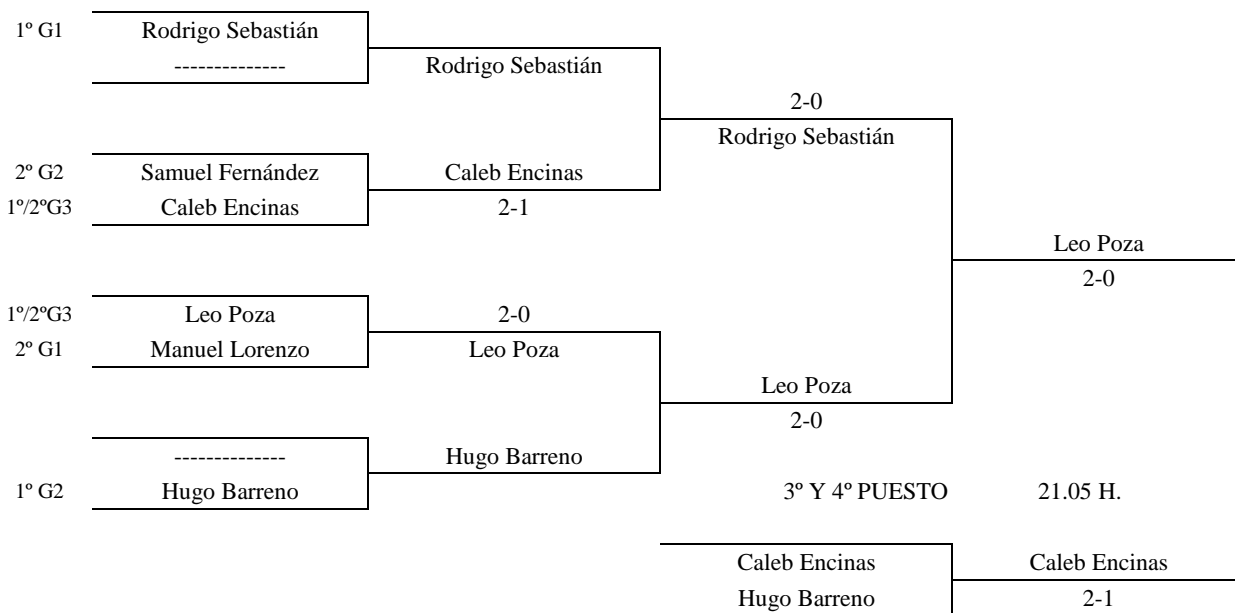 1º G1 Rodrigo Sebastián
--------------
Rodrigo Sebastián
2-0
Rodrigo Sebastián
2º G2 Samuel Fernández
1º/2ºG3 Caleb Encinas
Caleb Encinas
2-1
Leo Poza
2-0
1º/2ºG3 Leo Poza
2º G1 Manuel Lorenzo
2-0
Leo Poza
Leo Poza
2-0
--------------
1º G2 Hugo Barreno
Hugo Barreno
3º Y 4º PUESTO 21.05 H.
Caleb Encinas
Hugo Barreno
Caleb Encinas
2-1